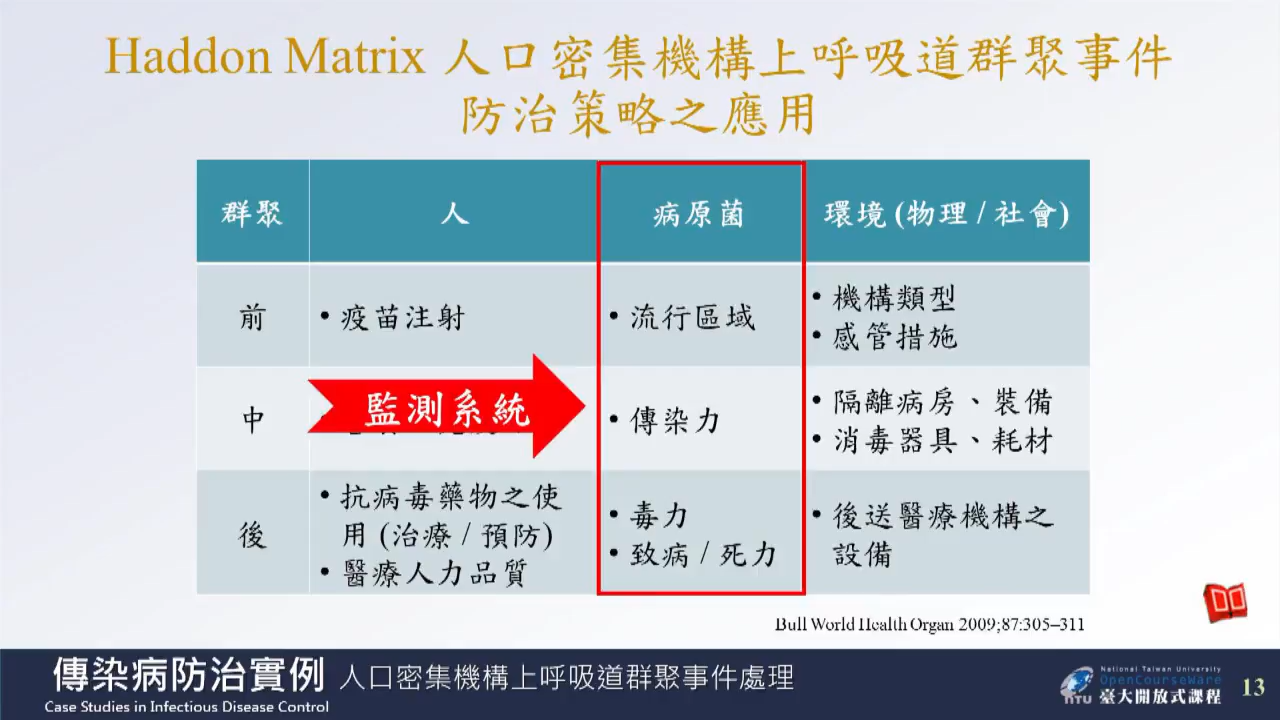 Haddon Matrix 人口密集機構上呼吸道群聚事件
防治策略之應用
群聚
人
病原菌
環境 (物理 / 社會)
前
• 疫苗注射
• 流行區域
• 機構類型
• 感管措施
中
監測系統
• 傳染力
• 隔離病房、裝備
• 消毒器具、耗材
後
• 抗病毒藥物之使
用 (治療 / 預防)
• 醫療人力品質
• 毒力
• 致病 / 死力
• 後送醫療機構之
設備
Bull World Health Organ 2009;87:305–311
傳染病防治實例 人口密集機構上呼吸道群聚事件處理
Case Studies in Infectious Disease Control
National Taiwan University
OpenCourseWare
NTU 臺大開放式課程
13